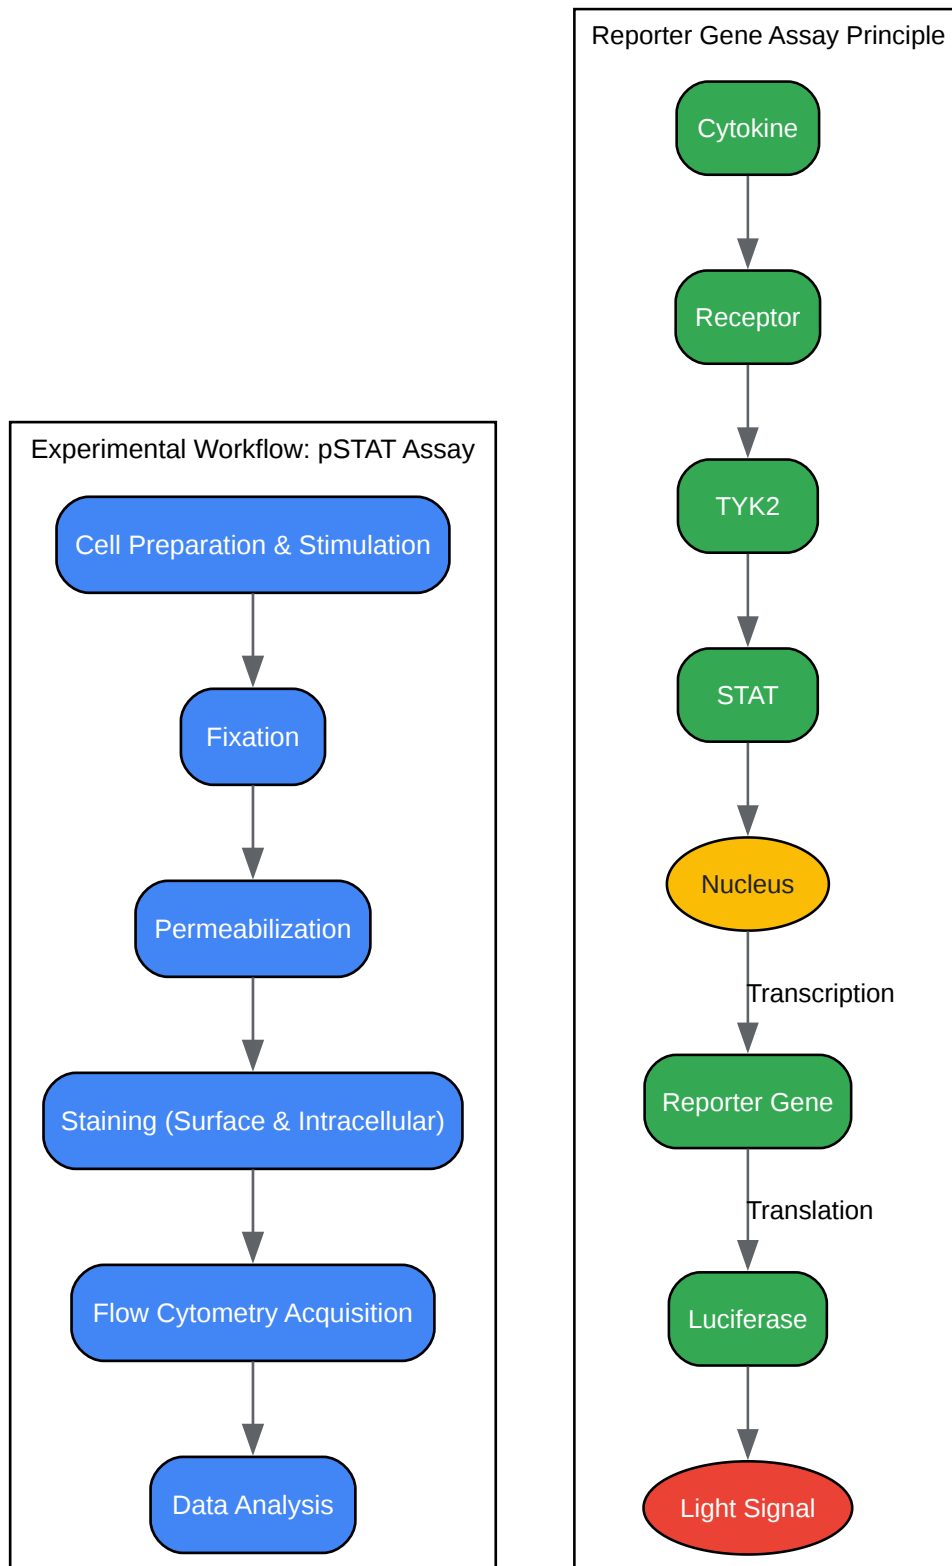 Experimental Workflow: pSTAT Assay
Cell Preparation & Stimulation
Fixation
Permeabilization
Staining (Surface & Intracellular)
Flow Cytometry Acquisition
Data Analysis
Reporter Gene Assay Principle
Cytokine
Receptor
TYK2
STAT
Nucleus
Transcription
Reporter Gene
Translation
Luciferase
Light Signal